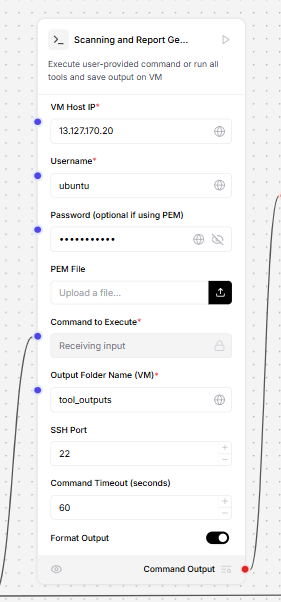 Scanning and Report Ge...
Execute user-provided command or run all
tools and save output on VM
VM Host IP*
13.127.170.20
Username*
ubuntu
Password (optional if using PEM)
•••••••••••
PEM File
Upload a file...
Command to Execute*
Receiving input
Output Folder Name (VM)*
tool_outputs
SSH Port
22
Command Timeout (seconds)
60
Format Output
Command Output